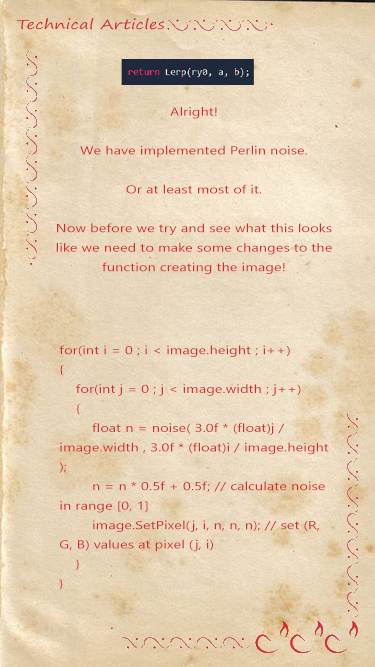 Technical Articles
return Lerp(ry0, a, b);
Alright!
We have implemented Perlin noise.
Or at least most of it.
Now before we try and see what this looks
like we need to make some changes to the
function creating the image!
for(int i = 0 ; i < image.height ; i++)
{
for(int j = 0 ; j < image.width ; j++)
{
float n = noise( 3.0f * (float)j /
image.width , 3.0f * (float)i / image.height
);
n = n * 0.5f + 0.5f; // calculate noise
in range [0, 1]
image.SetPixel(j, i, n, n, n); // set (R,
G, B) values at pixel (j, i)
}
}